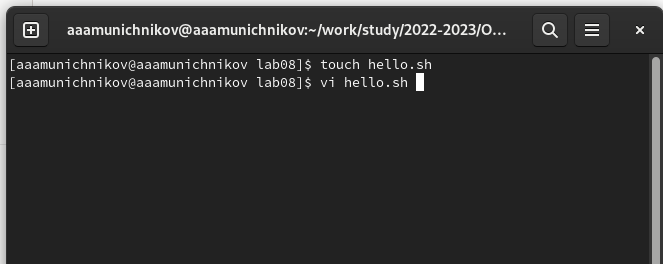 aaamunichnikov@aaamunichnikov:~/work/study/2022-2023/O...
[aaamunichnikov@aaamunichnikov lab08]$ touch hello.sh
[aaamunichnikov@aaamunichnikov lab08]$ vi hello.sh